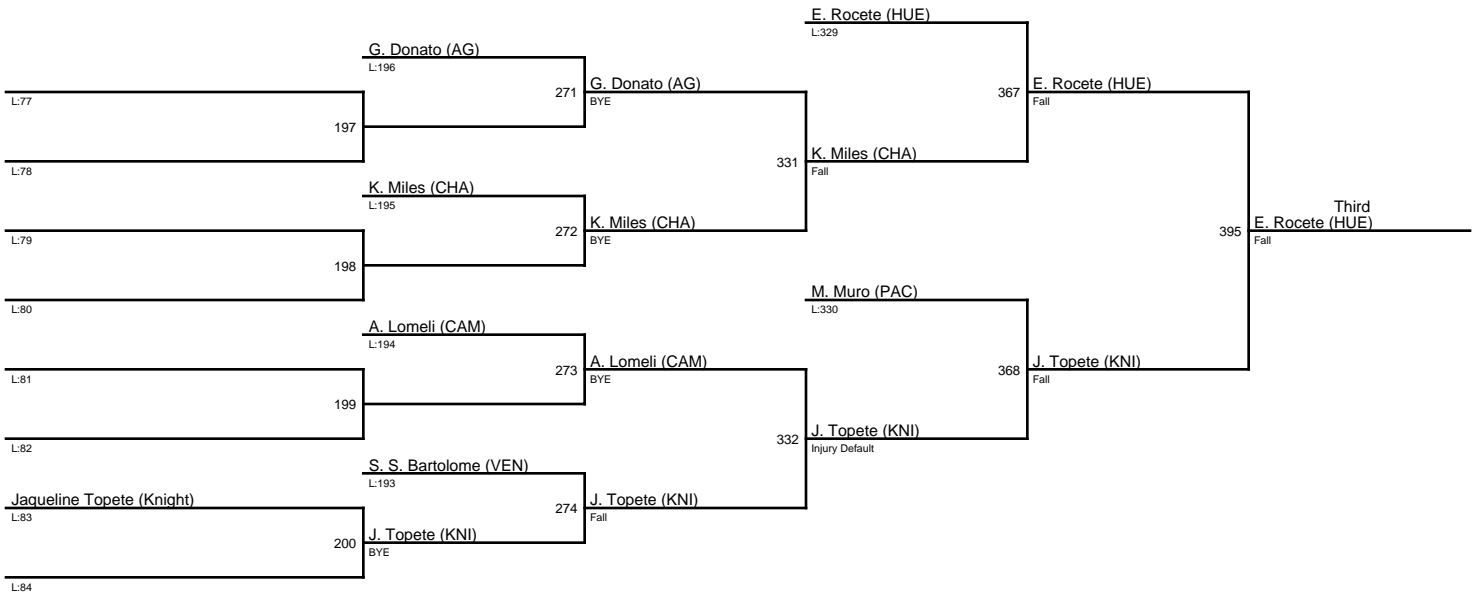 E. Rocete (HUE)
L:329
G. Donato (AG)
L:196
271
G. Donato (AG)
BYE
367
E. Rocete (HUE)
Fall
L:77
197
331
K. Miles (CHA)
Fall
L:78
K. Miles (CHA)
L:195
272
K. Miles (CHA)
BYE
Third
395
E. Rocete (HUE)
Fall
L:79
198
L:80
M. Muro (PAC)
L:330
A. Lomeli (CAM)
L:194
273
A. Lomeli (CAM)
BYE
368
J. Topete (KNI)
Fall
L:81
199
L:82
332
J. Topete (KNI)
Injury Default
S. S. Bartolome (VEN)
L:193
Jaqueline Topete (Knight)
L:83
274
J. Topete (KNI)
Fall
200
J. Topete (KNI)
BYE
L:84